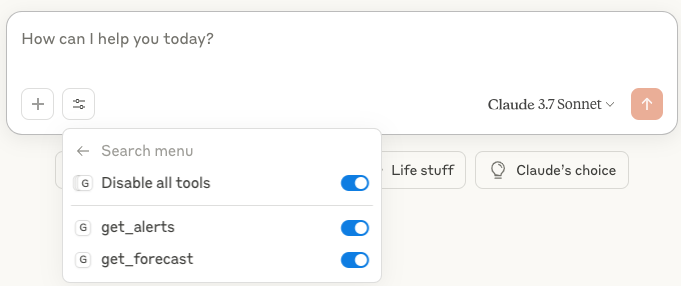 How can I help you today?
Claude 3.7 Sonnet
Search menu
G Disable all tools
Life stuff
Claude's choice
G get_alerts
G get_forecast